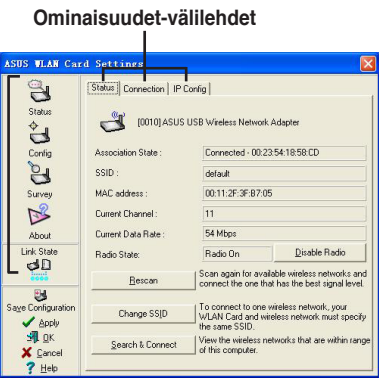 Ominaisuudet-välilehdet
ASUS WLAN Card Settings
Status
Config
Survey
About
Link State
Save Configuration
Apply
OK
Cancel
Help
Status Connection IP Config
[0010] ASUS USB Wireless Network Adapter
Association State : Connected - 00:23:54:18:58:CD
SSID : default
MAC address : 00:11:2F:3F:B7:05
Current Channel : 11
Current Data Rate : 54 Mbps
Radio State: Radio On Disable Radio
Rescan
Scan again for available wireless networks and
connect the one that has the best signal level.
Change SSID
To connect to one wireless network, your
WLAN Card and wireless network must specify
the same SSID.
Search & Connect
View the wireless networks that are within range
of this computer.